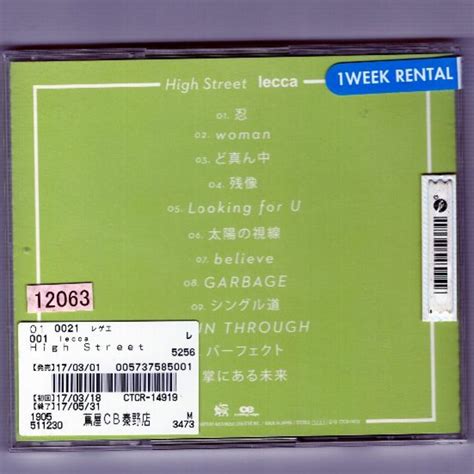 High Street lecca
1WEEK RENTAL
01. 忍
02. woman
03. ど真ん中
04. 残像
05. Looking for U
06. 太陽の視線
07. believe
08. GARBAGE
09. シングル道
UN THROUGH
パーフェクト
掌にある未来
12063
01 0021 レゲエ
001 lecca レ
High Street 5256
【発売】17/03/01 005737585001
【初回】17/03/18 CTCR-14919
【終了】17/05/31
1905 蔦屋CB秦野店 M
511230 3473